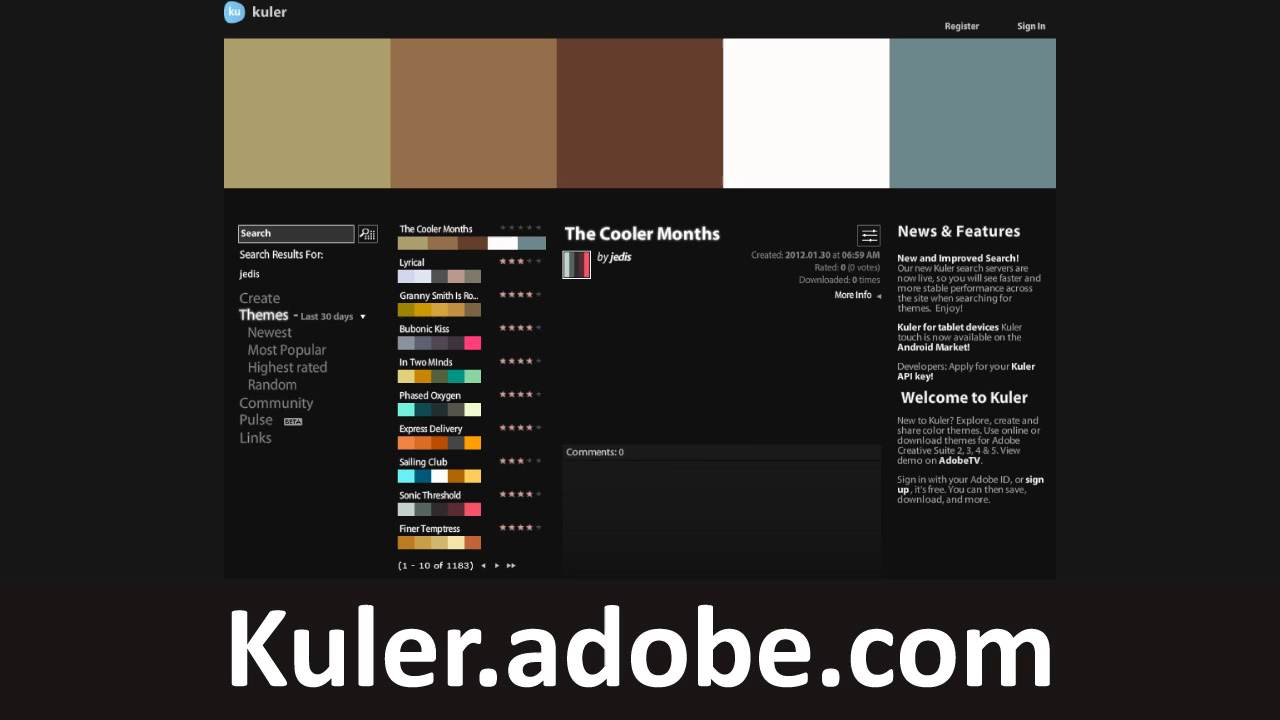 ku kuler
Register Sign In
Search
Search Results For:
jedis
Create
Themes - Last 30 days
Newest
Most Popular
Highest rated
Random
Community
Pulse BETA
Links
The Cooler Months
Lyrical
Granny Smith Is Ro...
Bubonic Kiss
In Two MInds
Phased Oxygen
Express Delivery
Sailing Club
Sonic Threshold
Finer Temptress
(1 - 10 of 1183)
The Cooler Months
by jedis
Created: 2012.01.30 at 06:59 AM
Rated: 0 (0 votes)
Downloaded: 0 times
More Info
Comments: 0
News & Features
New and Improved Search!
Our new Kuler search servers are
now live, so you will see faster and
more stable performance across
the site when searching for
themes. Enjoy!
Kuler for tablet devices Kuler
touch is now available on the
Android Market!
Developers: Apply for your Kuler
API key!
Welcome to Kuler
New to Kuler? Explore, create and
share color themes. Use online or
download themes for Adobe
Creative Suite 2, 3, 4 & 5. View
demo on AdobeTV.
Sign in with your Adobe ID, or sign
up, it's free. You can then save,
download, and more.
Kuler.adobe.com